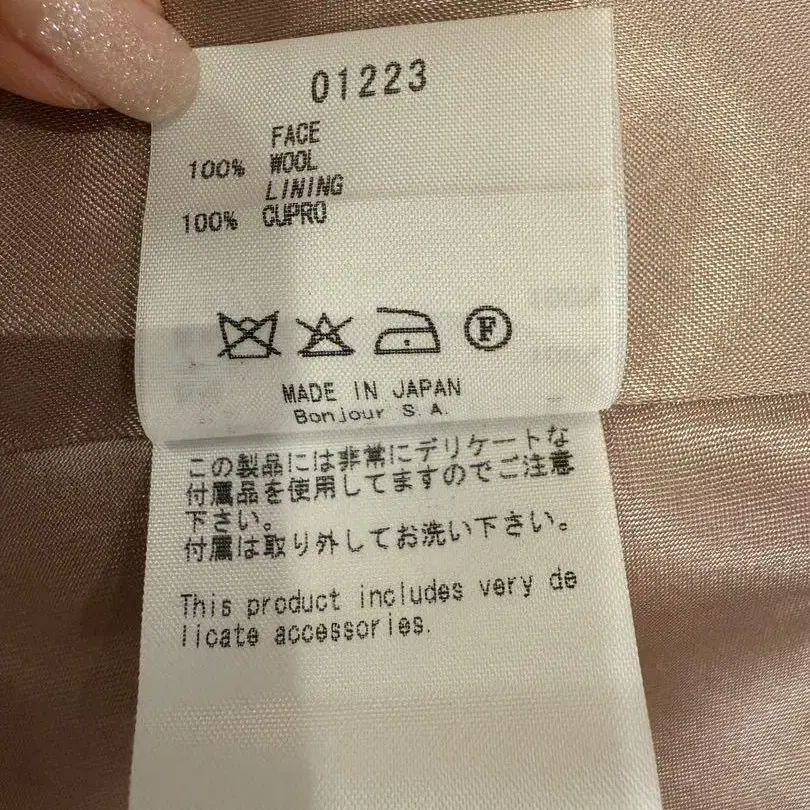 01223
FACE
100% WOOL
LINING
100% CUPRO
F
MADE IN JAPAN
Bonjour S.A.
この製品には非常にデリケートな
付属品を使用してますのでご注意
下さい。
付属は取り外してお洗い下さい。
This product includes very de
licate accessories.